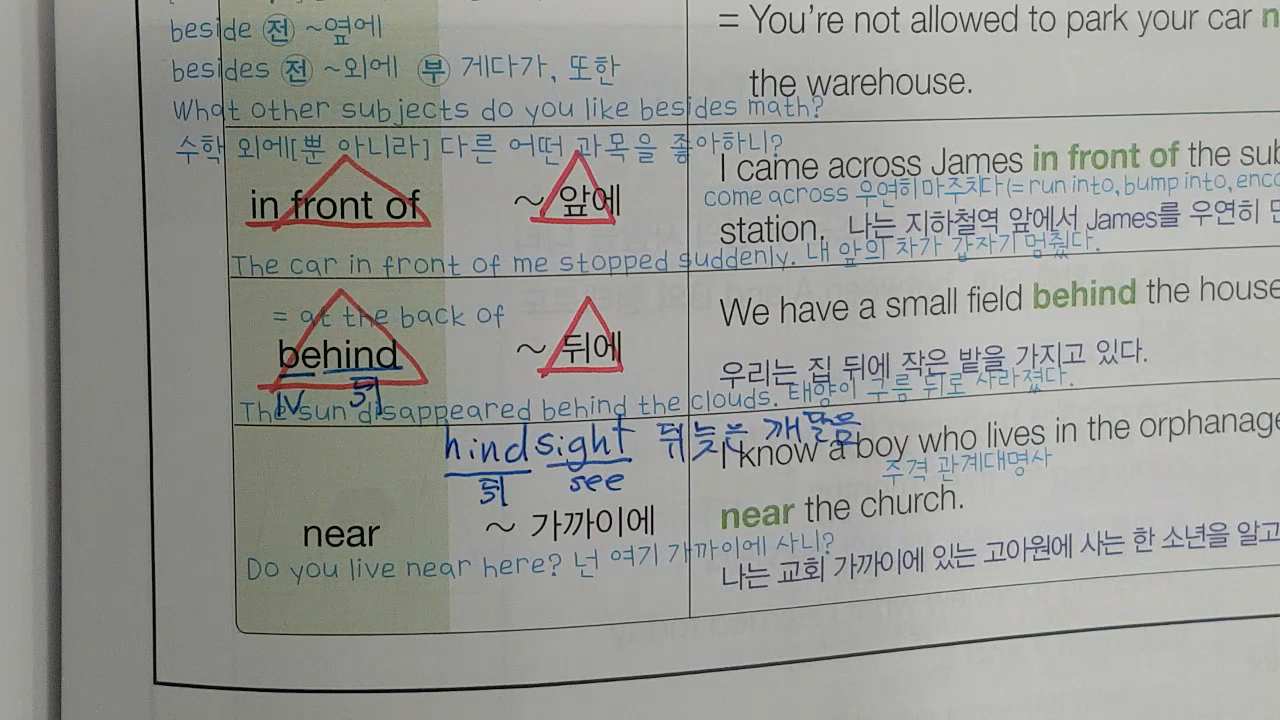 beside 전 ~옆에
besides 전 ~외에 부 게다가, 또한
What other subjects do you like besides math?
수학 외에[뿐 아니라] 다른 어떤 과목을 좋아하니?
= You're not allowed to park your car
the warehouse.
in front of ~ 앞에
The car in front of me stopped suddenly. 내 앞의 차가 갑자기 멈췄다.
I came across James in front of the
come across 우연히 마주치다(= run into, bump into,
station. 나는 지하철역 앞에서 James를 우연히
= at the back of
behind ~ 뒤에
뒤
The sun disappeared behind the clouds. 태양이 구름 뒤로 사라졌다.
We have a small field behind the house
우리는 집 뒤에 작은 밭을 가지고 있다.
hindsight 뒤늦은 깨달음
뒤 see
near ~ 가까이에
Do you live near here? 넌 여기 가까이에 사니?
I know a boy who lives in the orphanage
주격 관계대명사
near the church.
나는 교회 가까이에 있는 고아원에 사는 한 소년을 알고